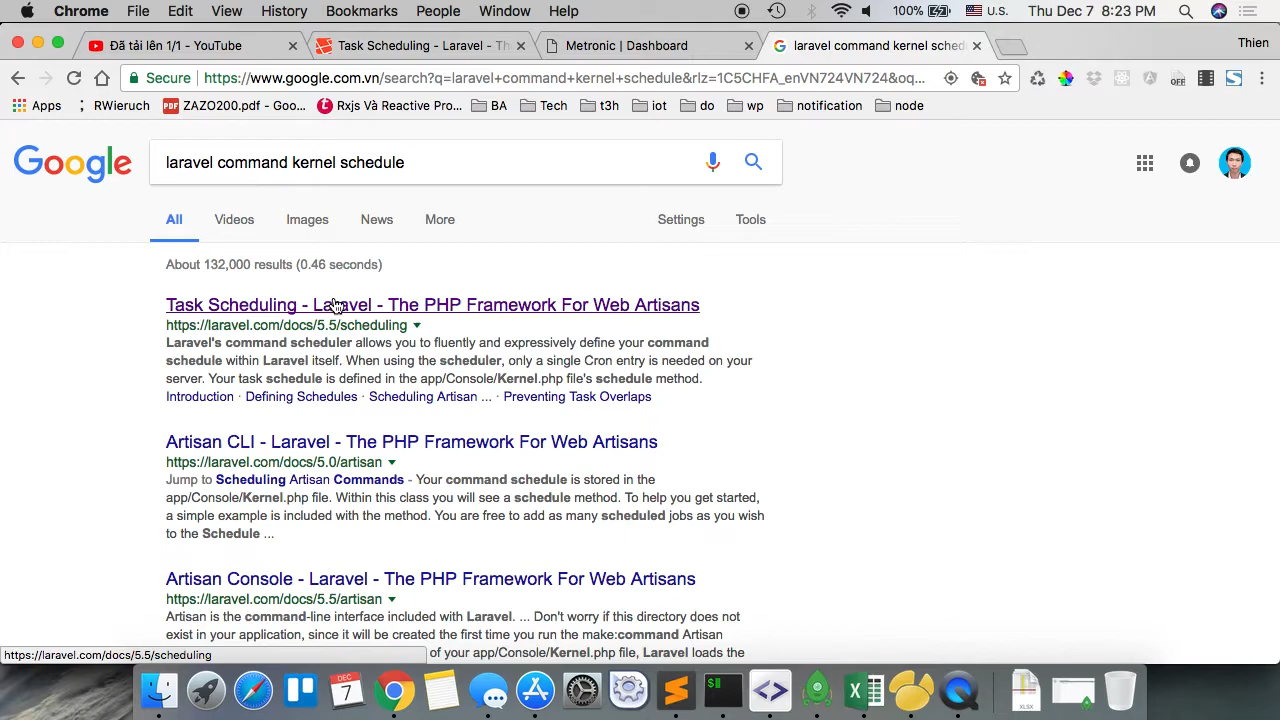 Chrome File Edit View History Bookmarks People Window Help 100% U.S. Thu Dec 7 8:23 PM
Đã tải lên 1/1 - YouTube Task Scheduling - Laravel - Th Metronic | Dashboard laravel command kernel sched Thien
Secure https://www.google.com.vn/search?q=laravel+command+kernel+schedule&rlz=1C5CHFA_enVN724VN724&oq... OFF
Apps RWieruch PDF ZAZO200.pdf - Goo... Rxjs Và Reactive Pro... BA Tech t3h iot do wp notification node
Google laravel command kernel schedule
All Videos Images News More Settings Tools
About 132,000 results (0.46 seconds)
Task Scheduling - Laravel - The PHP Framework For Web Artisans
https://laravel.com/docs/5.5/scheduling
Laravel's command scheduler allows you to fluently and expressively define your command
schedule within Laravel itself. When using the scheduler, only a single Cron entry is needed on your
server. Your task schedule is defined in the app/Console/Kernel.php file's schedule method.
Introduction · Defining Schedules · Scheduling Artisan ... · Preventing Task Overlaps
Artisan CLI - Laravel - The PHP Framework For Web Artisans
https://laravel.com/docs/5.0/artisan
Jump to Scheduling Artisan Commands - Your command schedule is stored in the
app/Console/Kernel.php file. Within this class you will see a schedule method. To help you get started,
a simple example is included with the method. You are free to add as many scheduled jobs as you wish
to the Schedule ...
Artisan Console - Laravel - The PHP Framework For Web Artisans
https://laravel.com/docs/5.5/artisan
Artisan is the command-line interface included with Laravel. ... Don't worry if this directory does not
exist in your application, since it will be created the first time you run the make:command Artisan
of your app/Console/Kernel.php file, Laravel loads the
https://laravel.com/docs/5.5/scheduling
DEC
7
XLSX